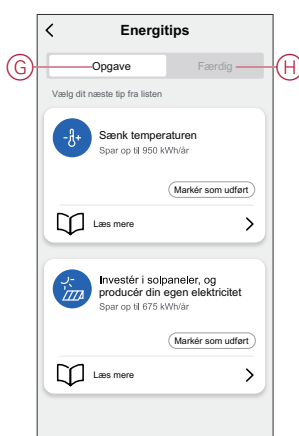 Energitips
G
Opgave
Færdig
H
Vælg dit næste tip fra listen
Sænk temperaturen
Spar op til 950 kWh/år
Markér som udført
Læs mere
Investér i solpaneler, og
producér din egen elektricitet
Spar op til 675 kWh/år
Markér som udført
Læs mere